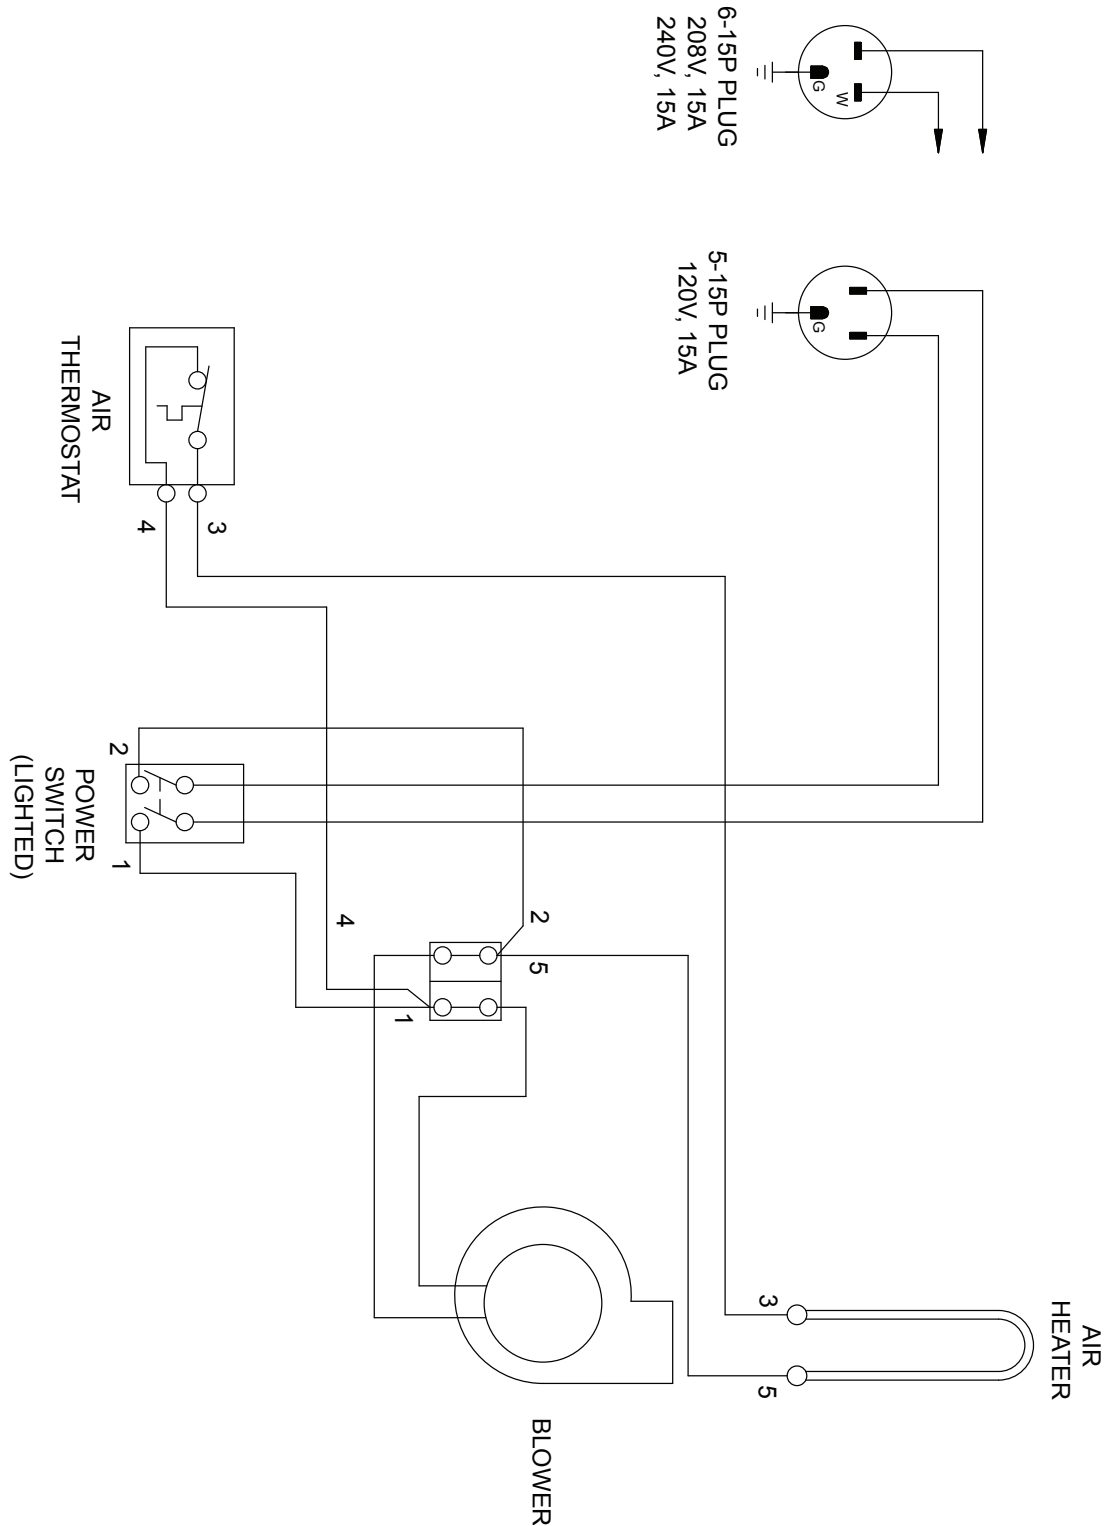 6-15P PLUG
208V, 15A
240V, 15A
G
W
5-15P PLUG
120V, 15A
G
AIR
THERMOSTAT
3
4
POWER
SWITCH
(LIGHTED)
2
1
4
2
5
1
BLOWER
AIR
HEATER
3
5